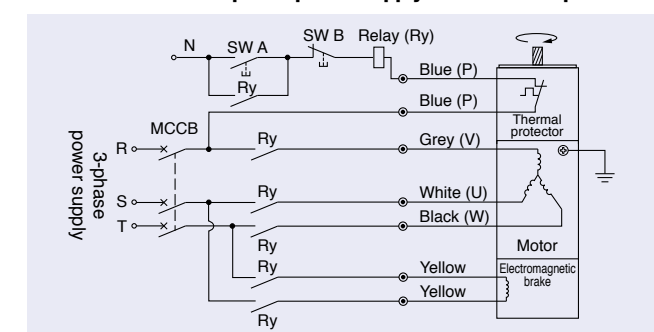 N
SW A
SW B
Relay (Ry)
Ry
Blue (P)
Blue (P)
Thermal
protector
MCCB
3-phase
power supply
R
Ry
Grey (V)
S
Ry
White (U)
T
Ry
Black (W)
Motor
Ry
Yellow
Electromagnetic
brake
Yellow
Ry